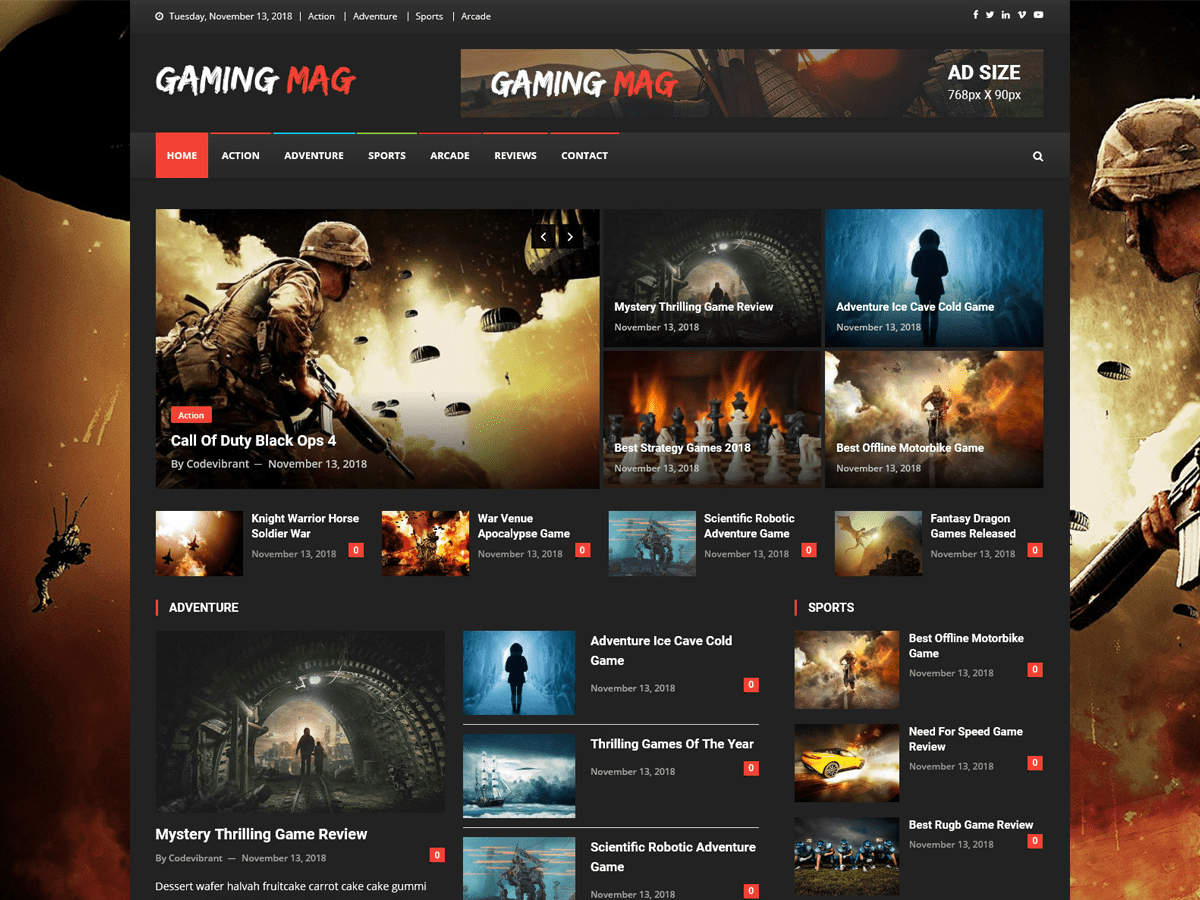 Tuesday, November 13, 2018 | Action | Adventure | Sports | Arcade
GAMING MAG
GAMING MAG
AD SIZE
768px X 90px
HOME ACTION ADVENTURE SPORTS ARCADE REVIEWS CONTACT
Action
Call Of Duty Black Ops 4
By Codevibrant — November 13, 2018
Mystery Thrilling Game Review
November 13, 2018
Adventure Ice Cave Cold Game
November 13, 2018
Best Strategy Games 2018
November 13, 2018
Best Offline Motorbike Game
November 13, 2018
Knight Warrior Horse
Soldier War
November 13, 2018 0
War Venue
Apocalypse Game
November 13, 2018 0
Scientific Robotic
Adventure Game
November 13, 2018 0
Fantasy Dragon
Games Released
November 13, 2018 0
ADVENTURE
Mystery Thrilling Game Review
By Codevibrant — November 13, 2018 0
Dessert wafer halvah fruitcake carrot cake cake gummi
Adventure Ice Cave Cold
Game
November 13, 2018 0
Thrilling Games Of The Year
November 13, 2018 0
Scientific Robotic Adventure
Game
November 13, 2018 0
SPORTS
Best Offline Motorbike
Game
November 13, 2018 0
Need For Speed Game
Review
November 13, 2018 0
Best Rugb Game Review
November 13, 2018 0